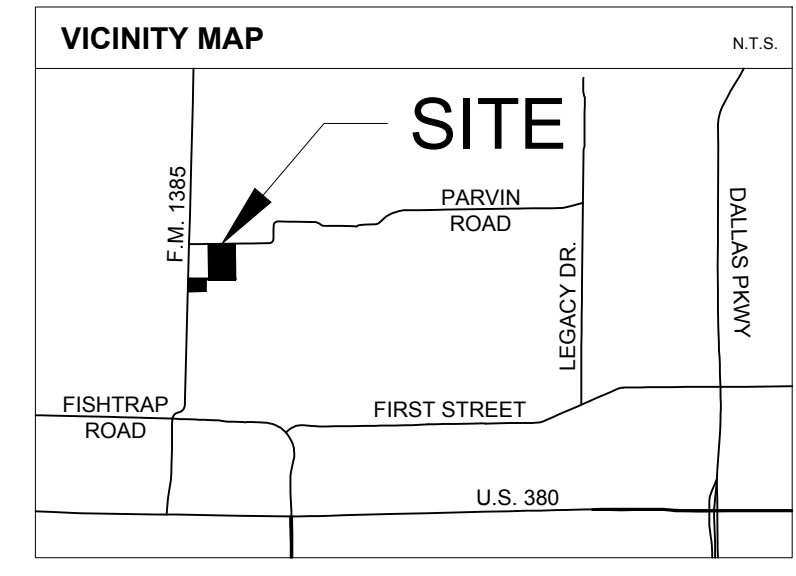 VICINITY MAP
N.T.S.
SITE
F.M. 1385
PARVIN
ROAD
LEGACY DR.
DALLAS PKWY
FISHTRAP
ROAD
FIRST STREET
U.S. 380